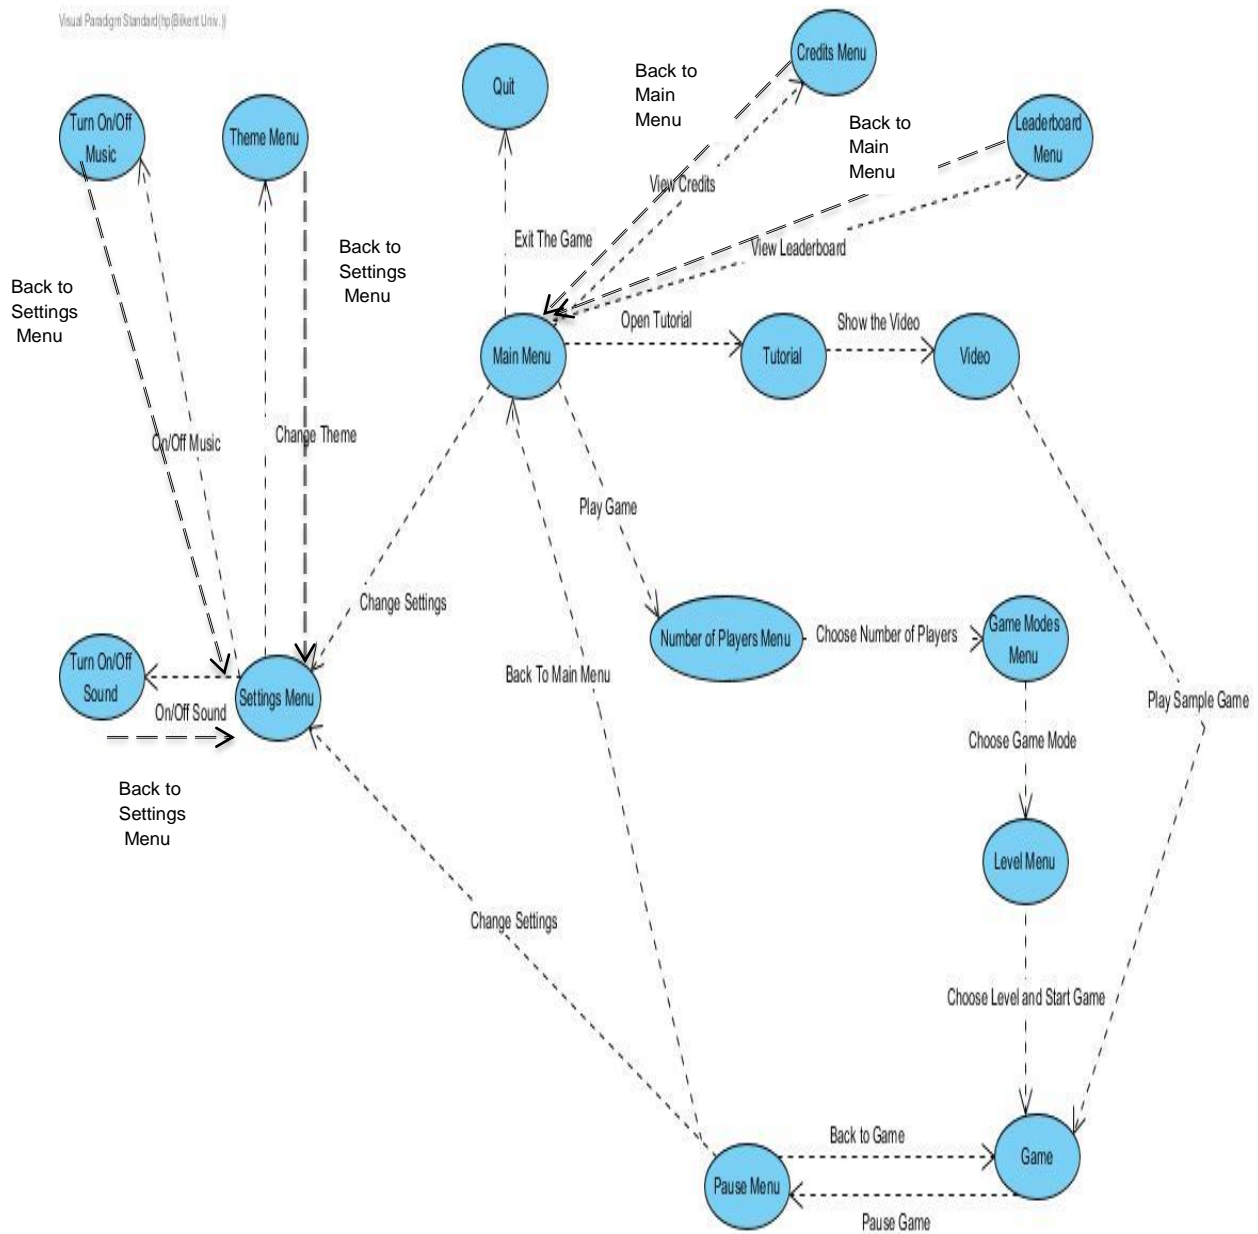 Visual Paradigm Standard(hp(Bilkent Univ.))
Credits Menu
Back to
Main
Menu
Quit
Turn On/Off
Music
Theme Menu
Back to
Main
Menu
Leaderboard
Menu
View Credits
Exit The Game
View Leaderboard
Back to
Settings
Menu
Back to
Settings
Menu
Open Tutorial
Show the Video
Main Menu
Tutorial
Video
On/Off Music
Change Theme
Play Game
Change Settings
Number of Players Menu
Choose Number of Players
Game Modes
Menu
Turn On/Off
Sound
Settings Menu
On/Off Sound
Back To Main Menu
Play Sample Game
Choose Game Mode
Back to
Settings
Menu
Level Menu
Change Settings
Choose Level and Start Game
Back to Game
Game
Pause Menu
Pause Game